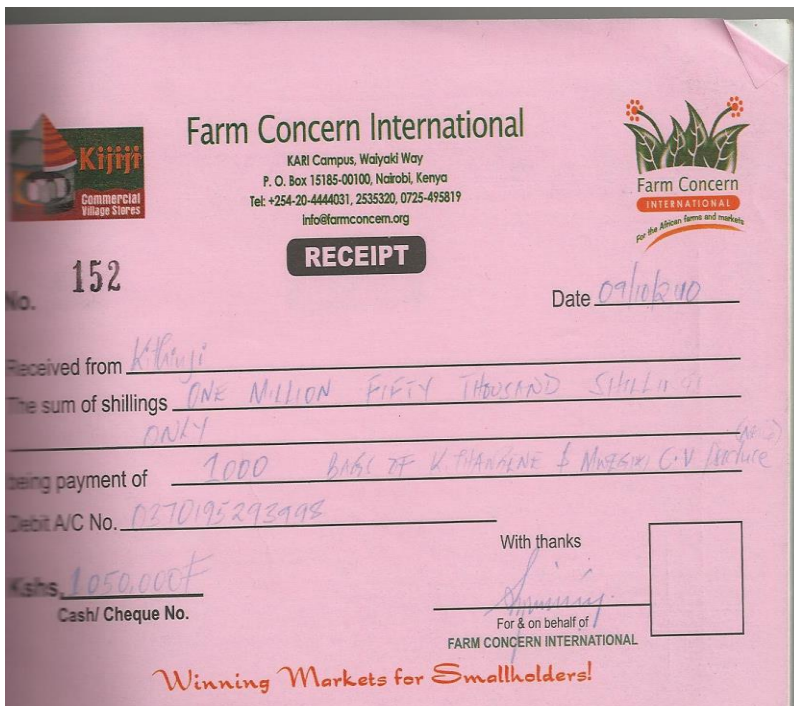 Kijiji
Commercial
Village Stores
Farm Concern International
KARI Campus, Waiyaki Way
P. O. Box 15185-00100, Nairobi, Kenya
Tel: +254-20-4444031, 2535320, 0725-495819
info@farmconcern.org
Farm Concern
INTERNATIONAL
For the African farms and markets
RECEIPT
No. 152
Date 09/10/2010
Received from
The sum of shillings ONE MILLION FIFTY THOUSAND SHILLINGS
ONLY
being payment of 1000 BAGS OF & C.V Produce
Debit A/C No.
With thanks
Kshs. 1050,000
Cash/ Cheque No.
For & on behalf of
FARM CONCERN INTERNATIONAL
Winning Markets for Smallholders!